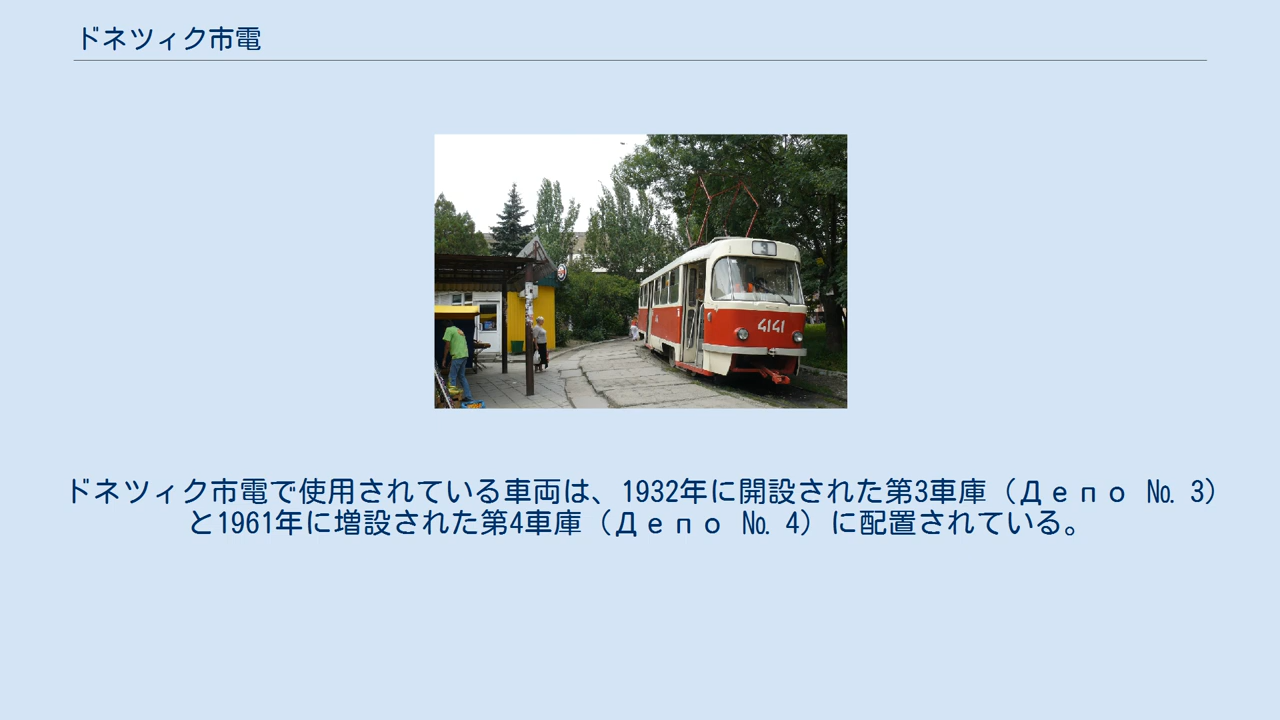 ドネツィク市電
4141
ドネツィク市電で使用されている車両は、1932年に開設された第3車庫（Депо № 3）
と1961年に増設された第4車庫（Депо № 4）に配置されている。